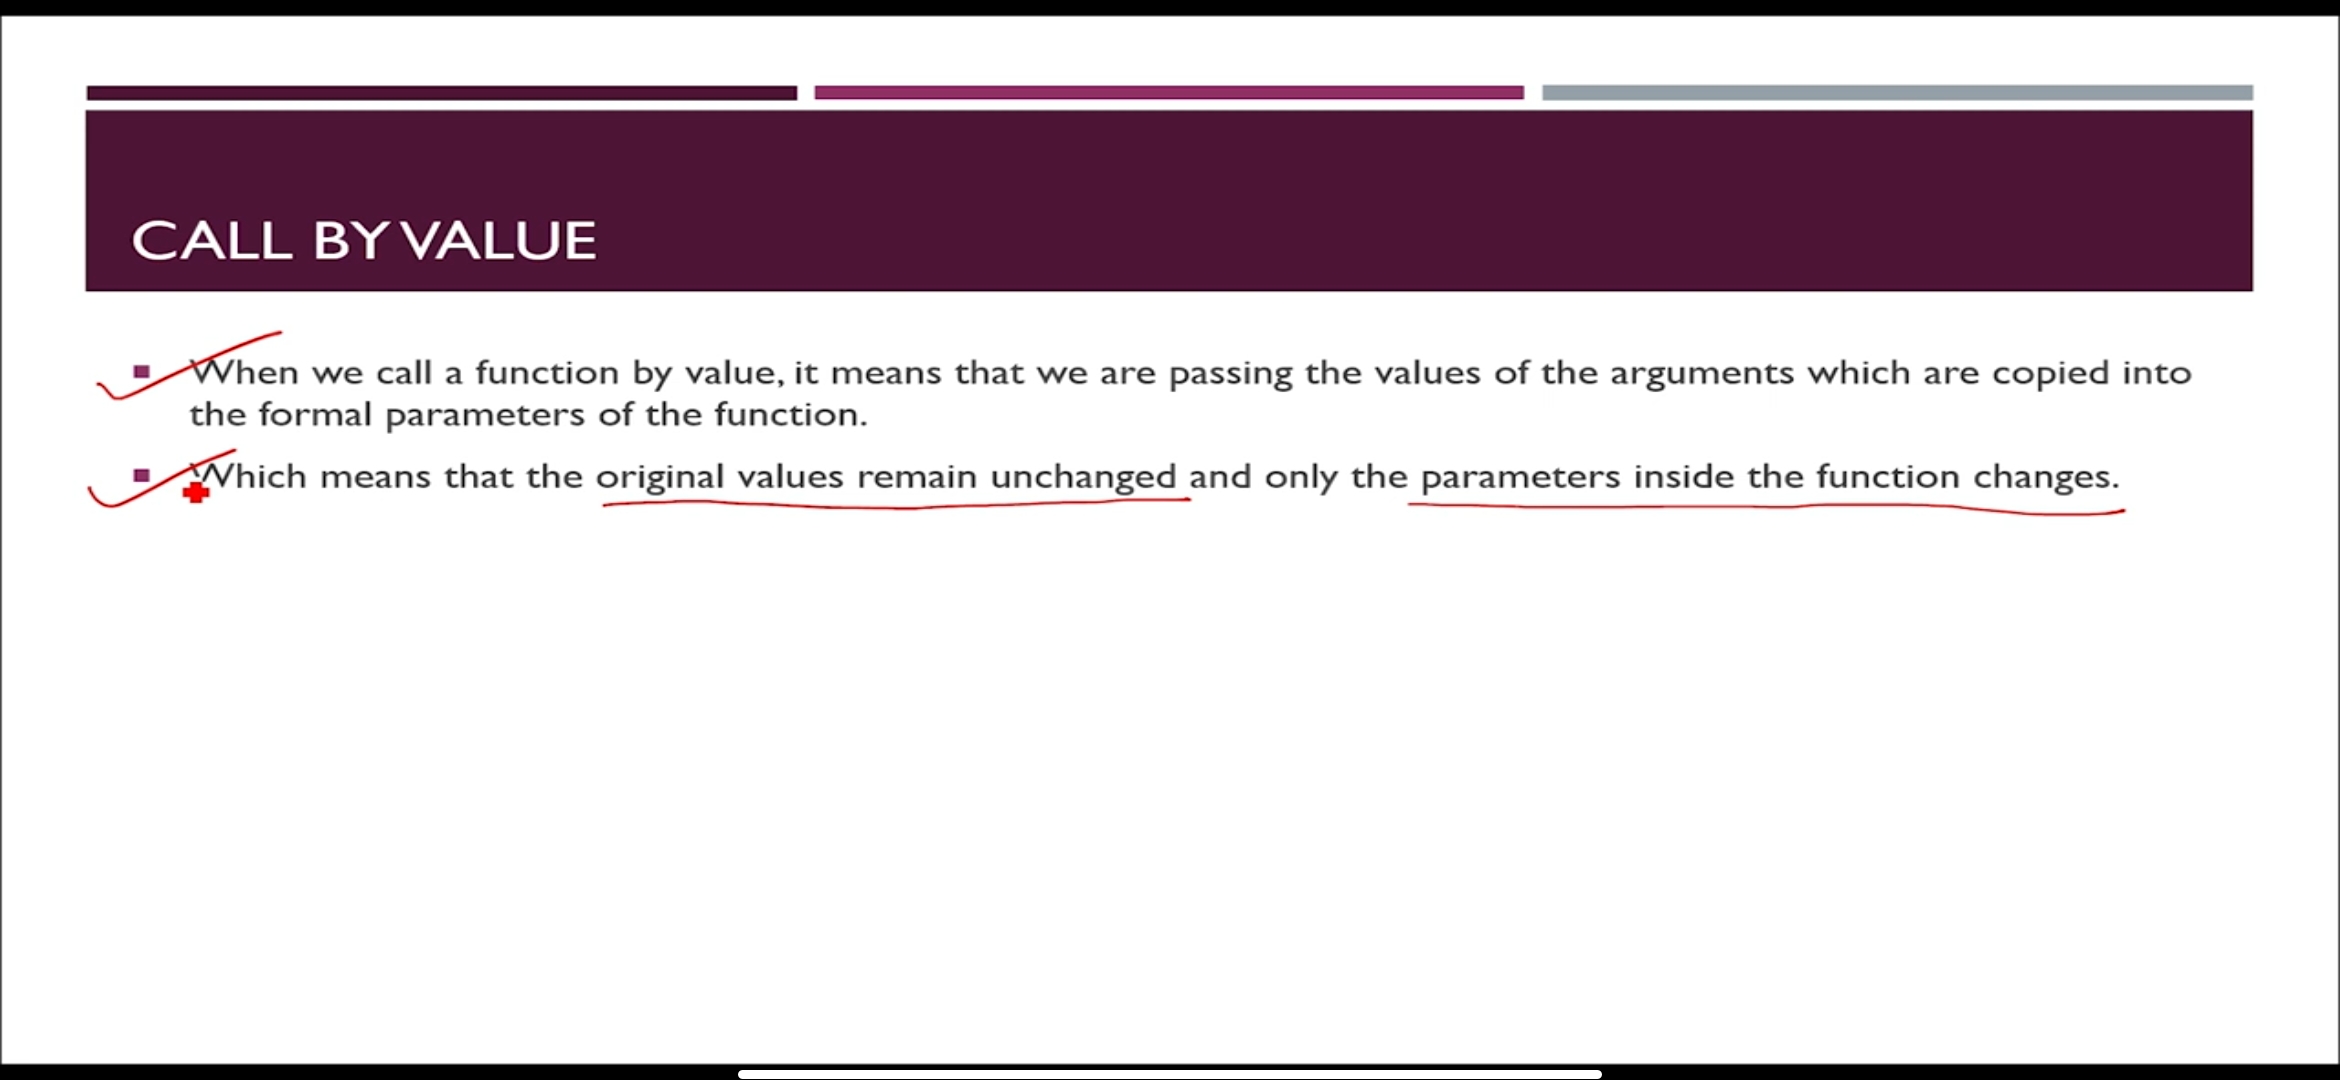 CALL BY VALUE
When we call a function by value, it means that we are passing the values of the arguments which are copied into
the formal parameters of the function.
Which means that the original values remain unchanged and only the parameters inside the function changes.